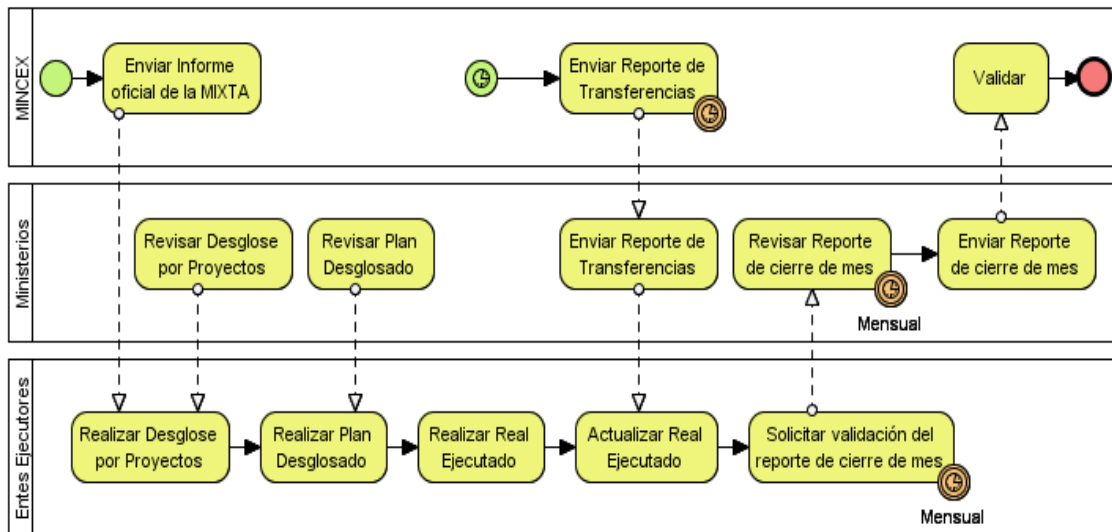 MINCEX
Enviar Informe
oficial de la MIXTA
Enviar Reporte de
Transferencias
Validar
Ministerios
Revisar Desglose
por Proyectos
Revisar Plan
Desglosado
Enviar Reporte de
Transferencias
Revisar Reporte
de cierre de mes
Mensual
Enviar Reporte
de cierre de mes
Entes Ejecutores
Realizar Desglose
por Proyectos
Realizar Plan
Desglosado
Realizar Real
Ejecutado
Actualizar Real
Ejecutado
Solicitar validación del
reporte de cierre de mes
Mensual